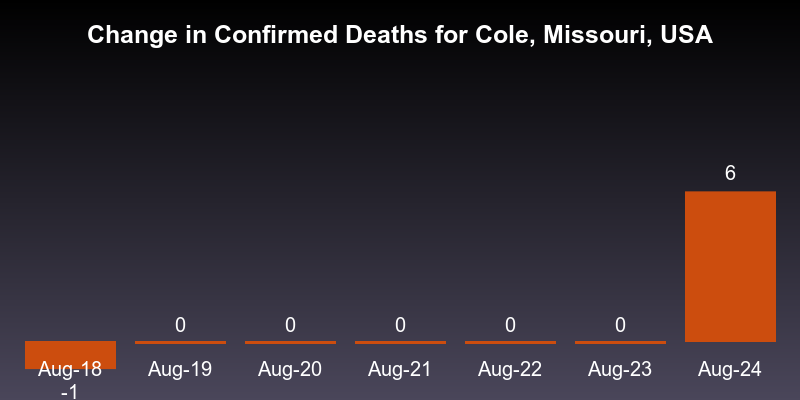 Change in Confirmed Deaths for Cole, Missouri, USA
6
0 0 0 0 0
Aug-18 Aug-19 Aug-20 Aug-21 Aug-22 Aug-23 Aug-24
-1